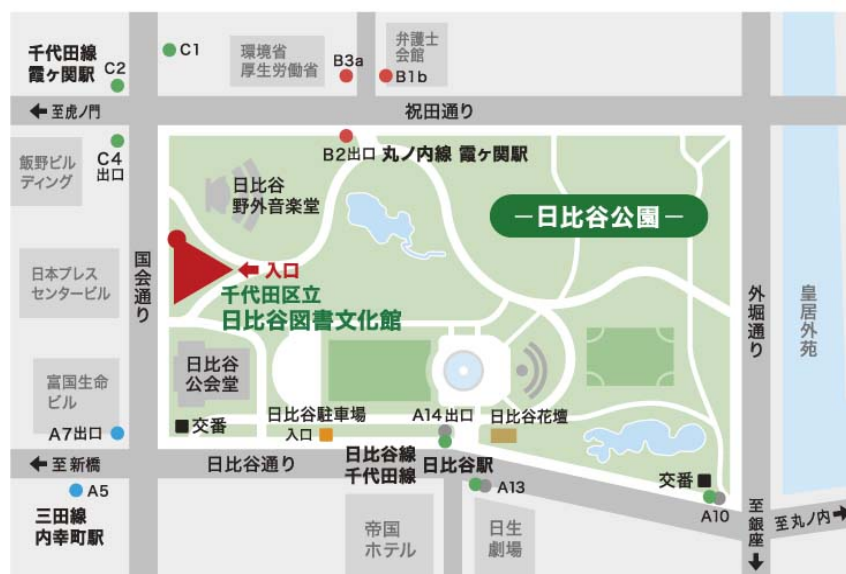 千代田線
霞ヶ関駅
C2
C1
環境省
厚生労働省
B3a
弁護士
会館
B1b
至虎ノ門
祝田通り
飯野ビル
ディング
C4
出口
B2出口 丸ノ内線 霞ヶ関駅
日比谷
野外音楽堂
日比谷公園
日本プレス
センタービル
国会通り
入口
千代田区立
日比谷図書文化館
外堀通り
皇居外苑
富国生命
ビル
日比谷
公会堂
A7出口
交番
日比谷駐車場
入口
A14出口
日比谷花壇
至新橋
日比谷通り
日比谷線
千代田線
日比谷駅
交番
A5
A13
A10
三田線
内幸町駅
帝国
ホテル
日生
劇場
至銀座
至丸ノ内